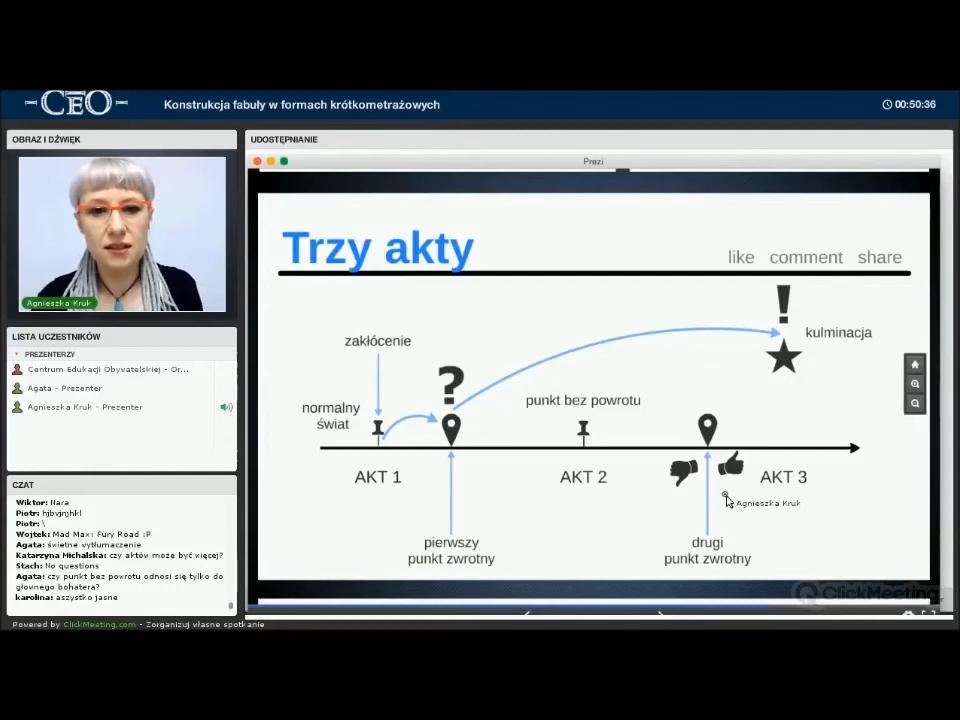 CEO
Konstrukcja fabuły w formach krótkometrażowych
00:50:36
OBRAZ I DŹWIĘK
Agnieszka Kruk
LISTA UCZESTNIKÓW
PREZENTERZY
Centrum Edukacji Obywatelskiej - Or...
Agata - Prezenter
Agnieszka Kruk - Prezenter
CZAT
Wiktor: Nara
Piotr: hjbvjnjhkl
Piotr: \
Wojtek: Mad Max: Fury Road :P
Agata: świetne wytłumaczenie
Katarzyna Michalska: czy aktów może być więcej?
Stach: No questions
Agata: czy punkt bez powrotu odnosi się tylko do
głownego bohatera?
karolina: aszystko jasne
Powered by ClickMeeting.com - Zorganizuj własne spotkanie
UDOSTĘPNIANIE
Prezi
Trzy akty
like comment share
!
kulminacja
zakłócenie
?
normalny
świat
punkt bez powrotu
AKT 1
AKT 2
AKT 3
Agnieszka Kruk
pierwszy
punkt zwrotny
drugi
punkt zwrotny
ClickMeeting